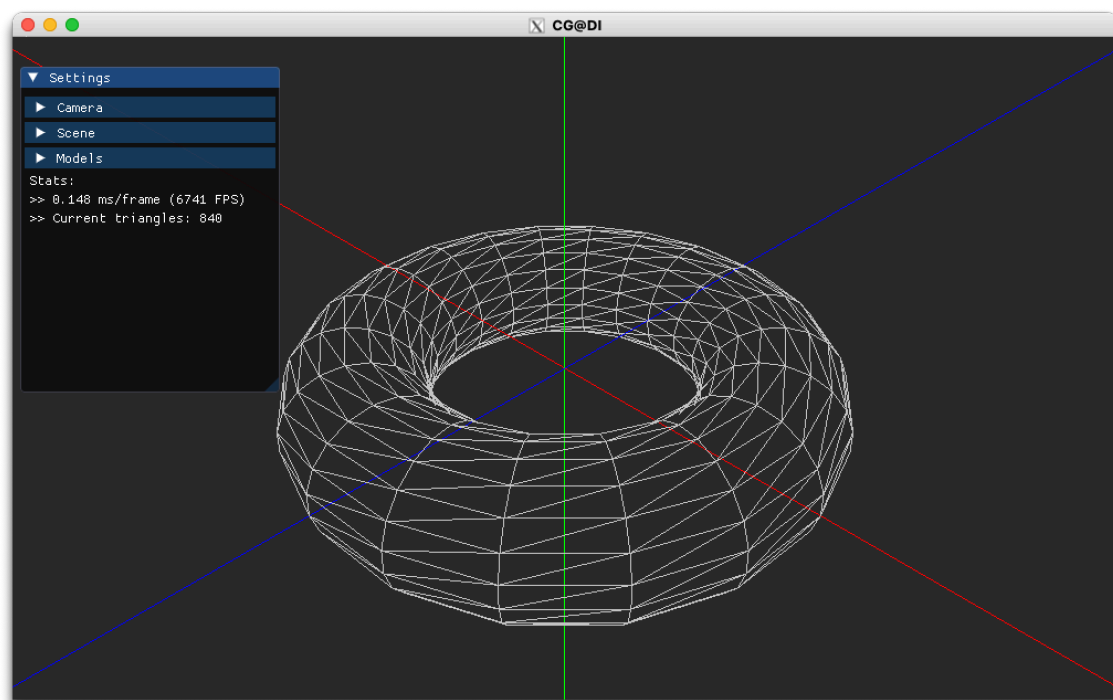 CG@DI
Settings
Camera
Scene
Models
Stats:
>> 0.148 ms/frame (6741 FPS)
>> Current triangles: 840